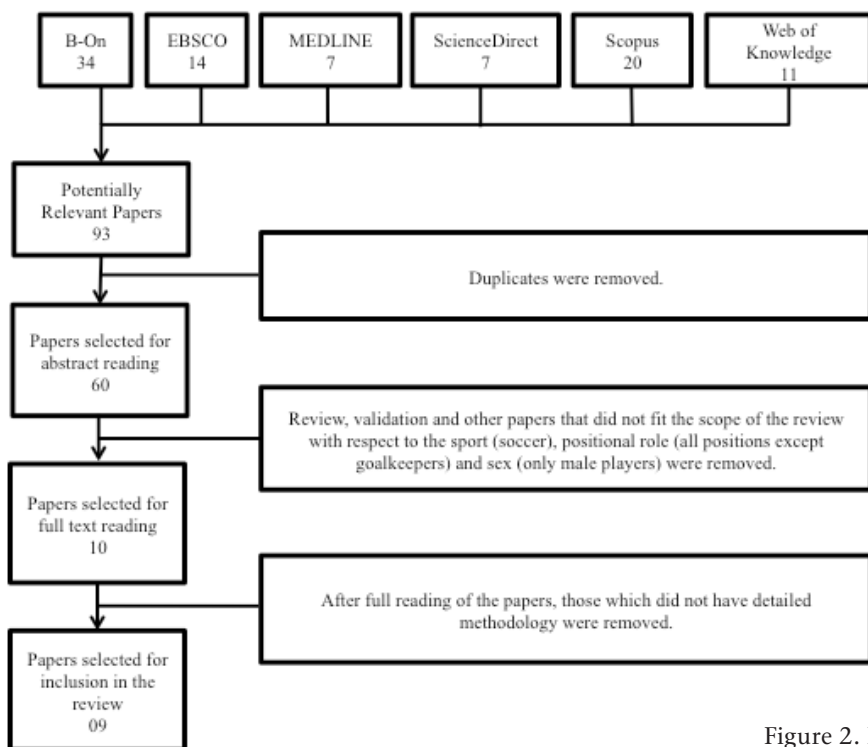 B-On
34
EBSCO
14
MEDLINE
7
ScienceDirect
7
Scopus
20
Web of
Knowledge
11
Potentially
Relevant Papers
93
Duplicates were removed.
Papers selected for
abstract reading
60
Review, validation and other papers that did not fit the scope of the review
with respect to the sport (soccer), positional role (all positions except
goalkeepers) and sex (only male players) were removed.
Papers selected for
full text reading
10
After full reading of the papers, those which did not have detailed
methodology were removed.
Papers selected for
inclusion in the
review
09
Figure 2.